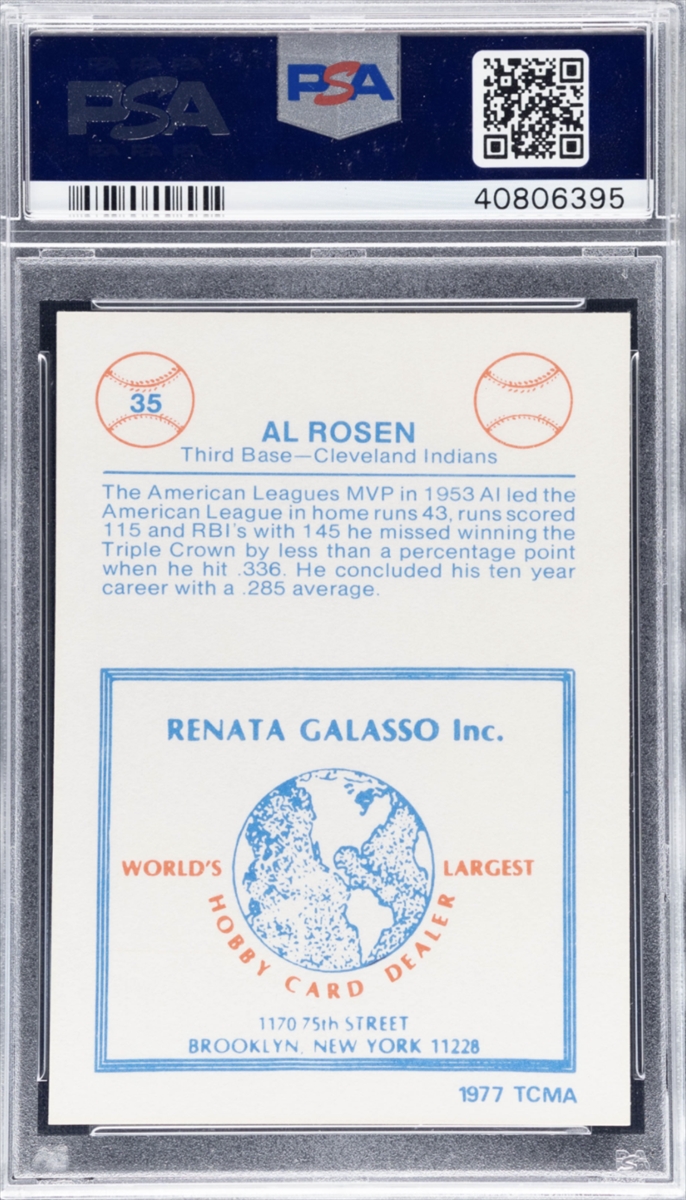 PSA
PSA
40806395
35
AL ROSEN
Third Base—Cleveland Indians
The American Leagues MVP in 1953 Al led the
American League in home runs 43, runs scored
115 and RBI's with 145 he missed winning the
Triple Crown by less than a percentage point
when he hit .336. He concluded his ten year
career with a .285 average.
RENATA GALASSO Inc.
WORLD'S LARGEST
HOBBY CARD DEALER
1170 75th STREET
BROOKLYN, NEW YORK 11228
1977 TCMA
PSA